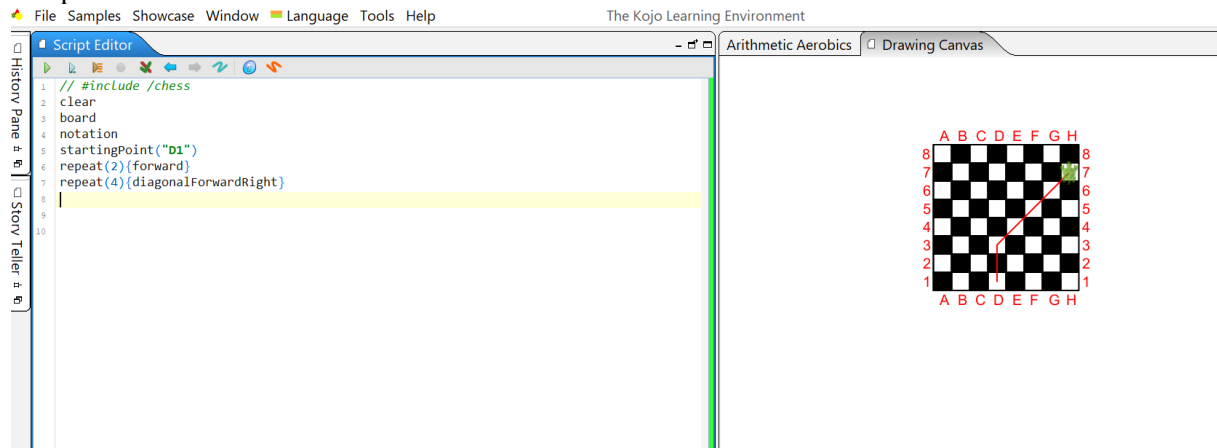 File Samples Showcase Window Language Tools Help
The Kojo Learning Environment
History Pane
Story Teller
Script Editor
1 // #include /chess
2 clear
3 board
4 notation
5 startingPoint("D1")
6 repeat(2){forward}
7 repeat(4){diagonalForwardRight}
8
9
10
Arithmetic Aerobics Drawing Canvas
A B C D E F G H
8 8
7 7
6 6
5 5
4 4
3 3
2 2
1 1
A B C D E F G H